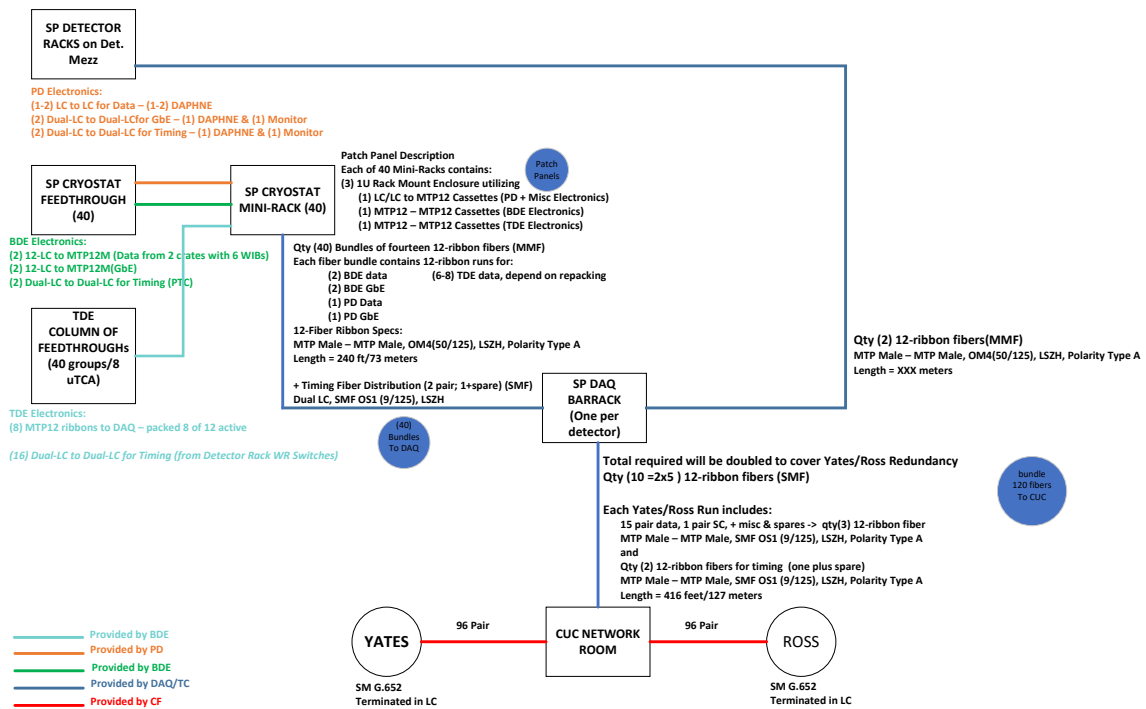 SP DETECTOR
RACKS on Det.
Mezz
PD Electronics:
(1-2) LC to LC for Data – (1-2) DAPHNE
(2) Dual-LC to Dual-LCfor GbE – (1) DAPHNE & (1) Monitor
(2) Dual-LC to Dual-LC for Timing – (1) DAPHNE & (1) Monitor
SP CRYOSTAT
FEEDTHROUGH
(40)
SP CRYOSTAT
MINI-RACK (40)
Patch Panel Description
Each of 40 Mini-Racks contains:
(3) 1U Rack Mount Enclosure utilizing
(1) LC/LC to MTP12 Cassettes (PD + Misc Electronics)
(1) MTP12 – MTP12 Cassettes (BDE Electronics)
(1) MTP12 – MTP12 Cassettes (TDE Electronics)
Patch
Panels
BDE Electronics:
(2) 12-LC to MTP12M (Data from 2 crates with 6 WIBs)
(2) 12-LC to MTP12M(GbE)
(2) Dual-LC to Dual-LC for Timing (PTC)
Qty (40) Bundles of fourteen 12-ribbon fibers (MMF)
Each fiber bundle contains 12-ribbon runs for:
(2) BDE data (6-8) TDE data, depend on repacking
(2) BDE GbE
(1) PD Data
(1) PD GbE
12-Fiber Ribbon Specs:
MTP Male – MTP Male, OM4(50/125), LSZH, Polarity Type A
Length = 240 ft/73 meters
+ Timing Fiber Distribution (2 pair; 1+spare) (SMF)
Dual LC, SMF OS1 (9/125), LSZH
TDE
COLUMN OF
FEEDTHROUGHs
(40 groups/8
uTCA)
TDE Electronics:
(8) MTP12 ribbons to DAQ – packed 8 of 12 active
(16) Dual-LC to Dual-LC for Timing (from Detector Rack WR Switches)
(40)
Bundles
To DAQ
SP DAQ
BARRACK
(One per
detector)
Qty (2) 12-ribbon fibers(MMF)
MTP Male – MTP Male, OM4(50/125), LSZH, Polarity Type A
Length = XXX meters
Total required will be doubled to cover Yates/Ross Redundancy
Qty (10 =2x5 ) 12-ribbon fibers (SMF)
Each Yates/Ross Run includes:
15 pair data, 1 pair SC, + misc & spares -> qty(3) 12-ribbon fiber
MTP Male – MTP Male, SMF OS1 (9/125), LSZH, Polarity Type A
and
Qty (2) 12-ribbon fibers for timing (one plus spare)
MTP Male – MTP Male, SMF OS1 (9/125), LSZH, Polarity Type A
Length = 416 feet/127 meters
bundle
120 fibers
To CUC
YATES
96 Pair
CUC NETWORK
ROOM
96 Pair
ROSS
SM G.652
Terminated in LC
SM G.652
Terminated in LC
Provided by BDE
Provided by PD
Provided by BDE
Provided by DAQ/TC
Provided by CF